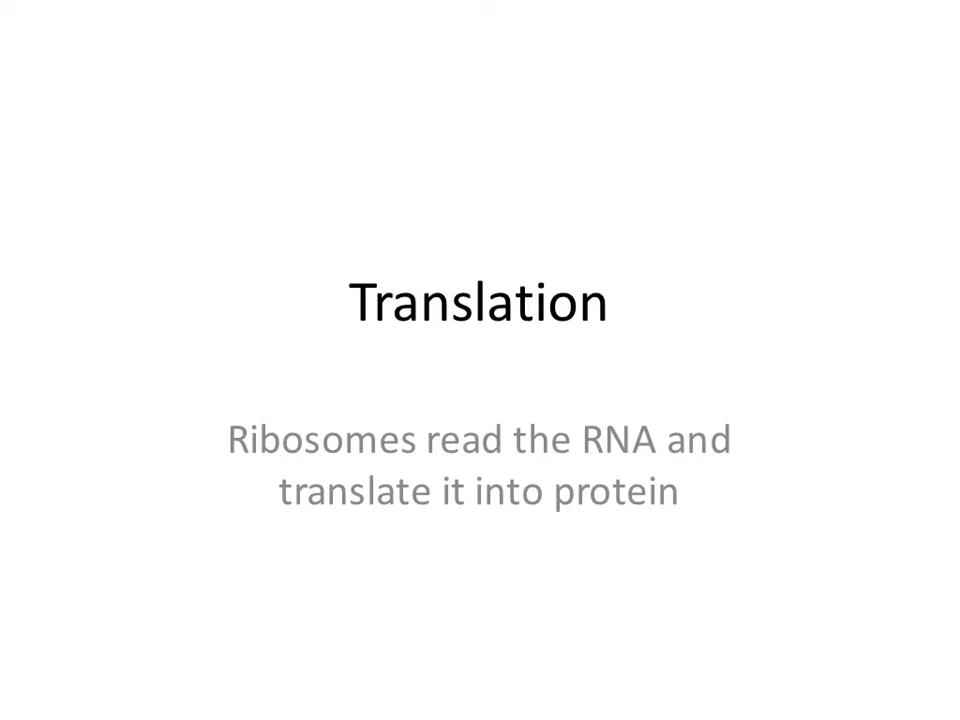 Translation
Ribosomes read the RNA and
translate it into protein